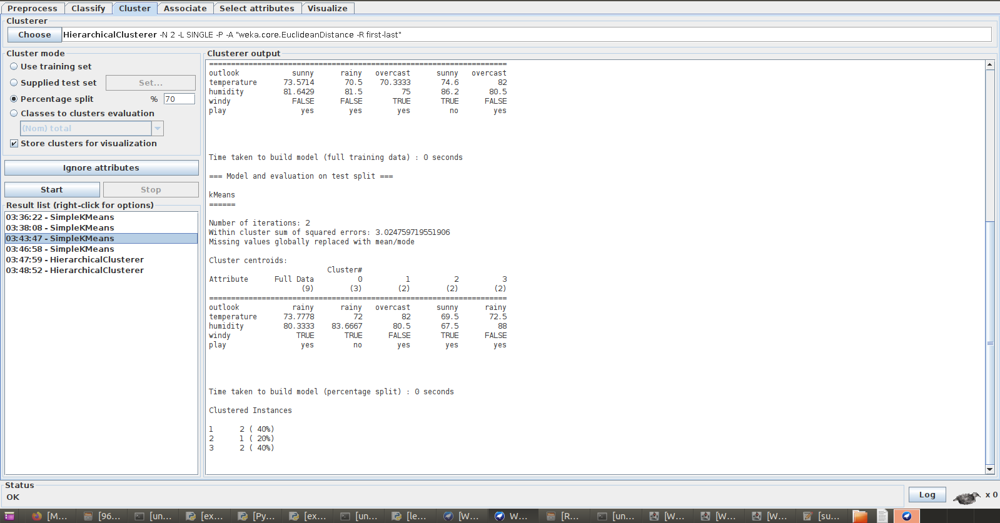 Preprocess Classify Cluster Associate Select attributes Visualize
Clusterer
Choose HierarchicalClusterer -N 2 -L SINGLE -P -A "weka.core.EuclideanDistance -R first-last"
Cluster mode
Use training set
Supplied test set Set...
Percentage split % 70
Classes to clusters evaluation
(Nom) total
Store clusters for visualization
Ignore attributes
Start Stop
Result list (right-click for options)
03:36:22 - SimpleKMeans
03:38:08 - SimpleKMeans
03:43:47 - SimpleKMeans
03:46:58 - SimpleKMeans
03:47:59 - HierarchicalClusterer
03:48:52 - HierarchicalClusterer
Clusterer output
==================================================================== 
outlook sunny rainy overcast sunny overcast
temperature 73.5714 70.5 70.3333 74.6 82
humidity 81.6429 81.5 75 86.2 80.5
windy FALSE FALSE TRUE TRUE FALSE
play yes yes yes no yes
Time taken to build model (full training data) : 0 seconds
=== Model and evaluation on test split ===
kMeans
======
Number of iterations: 2
Within cluster sum of squared errors: 3.024759719551906
Missing values globally replaced with mean/mode
Cluster centroids:
Cluster#
Attribute Full Data 0 1 2 3
(9) (3) (2) (2) (2)
====================================================================
outlook rainy rainy overcast sunny rainy
temperature 73.7778 72 82 69.5 72.5
humidity 80.3333 83.6667 80.5 67.5 88
windy TRUE TRUE FALSE TRUE FALSE
play yes no yes yes yes
Time taken to build model (percentage split) : 0 seconds
Clustered Instances
1 2 ( 40%)
2 1 ( 20%)
3 2 ( 40%)
Status
OK
Log x 0
[M... [96... [un... [ex... [Py... [ex... [un... [le... [W... W... [R... [un... [W... [W... [W... [su...